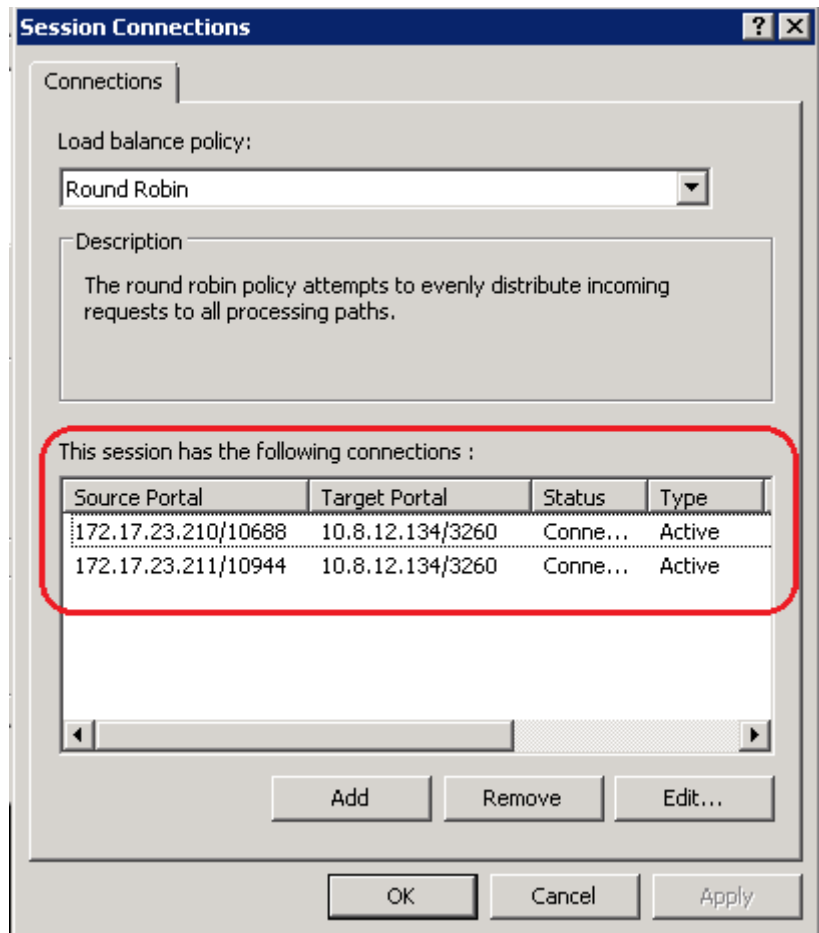 Session Connections
Connections
Load balance policy:
Round Robin
Description
The round robin policy attempts to evenly distribute incoming
requests to all processing paths.
This session has the following connections :
Source Portal Target Portal Status Type
172.17.23.210/10688 10.8.12.134/3260 Conne... Active
172.17.23.211/10944 10.8.12.134/3260 Conne... Active
Add Remove Edit...
OK Cancel Apply